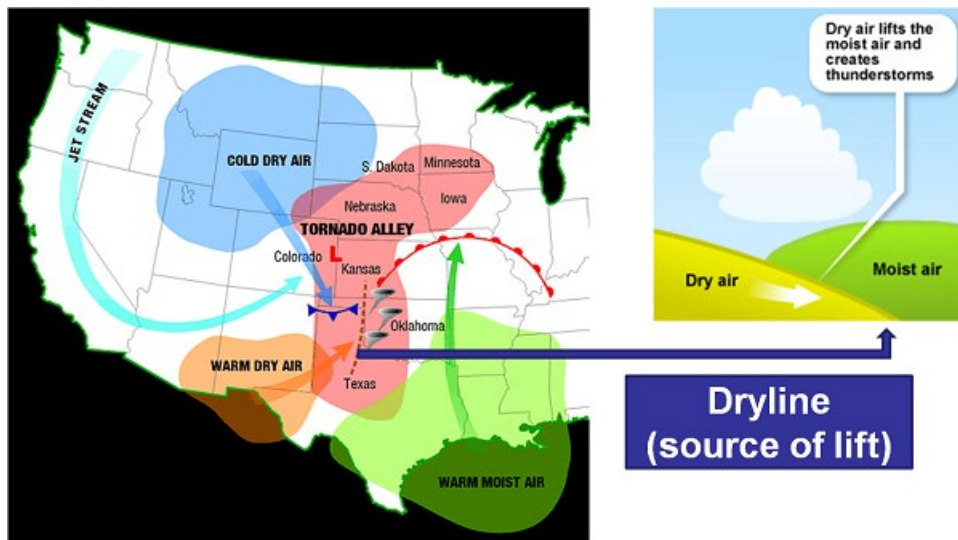 JET STREAM
COLD DRY AIR
S. Dakota
Minnesota
Nebraska
Iowa
TORNADO ALLEY
Colorado
L
Kansas
Oklahoma
WARM DRY AIR
Texas
WARM MOIST AIR
Dry air lifts the
moist air and
creates
thunderstorms
Dry air
Moist air
Dryline
(source of lift)